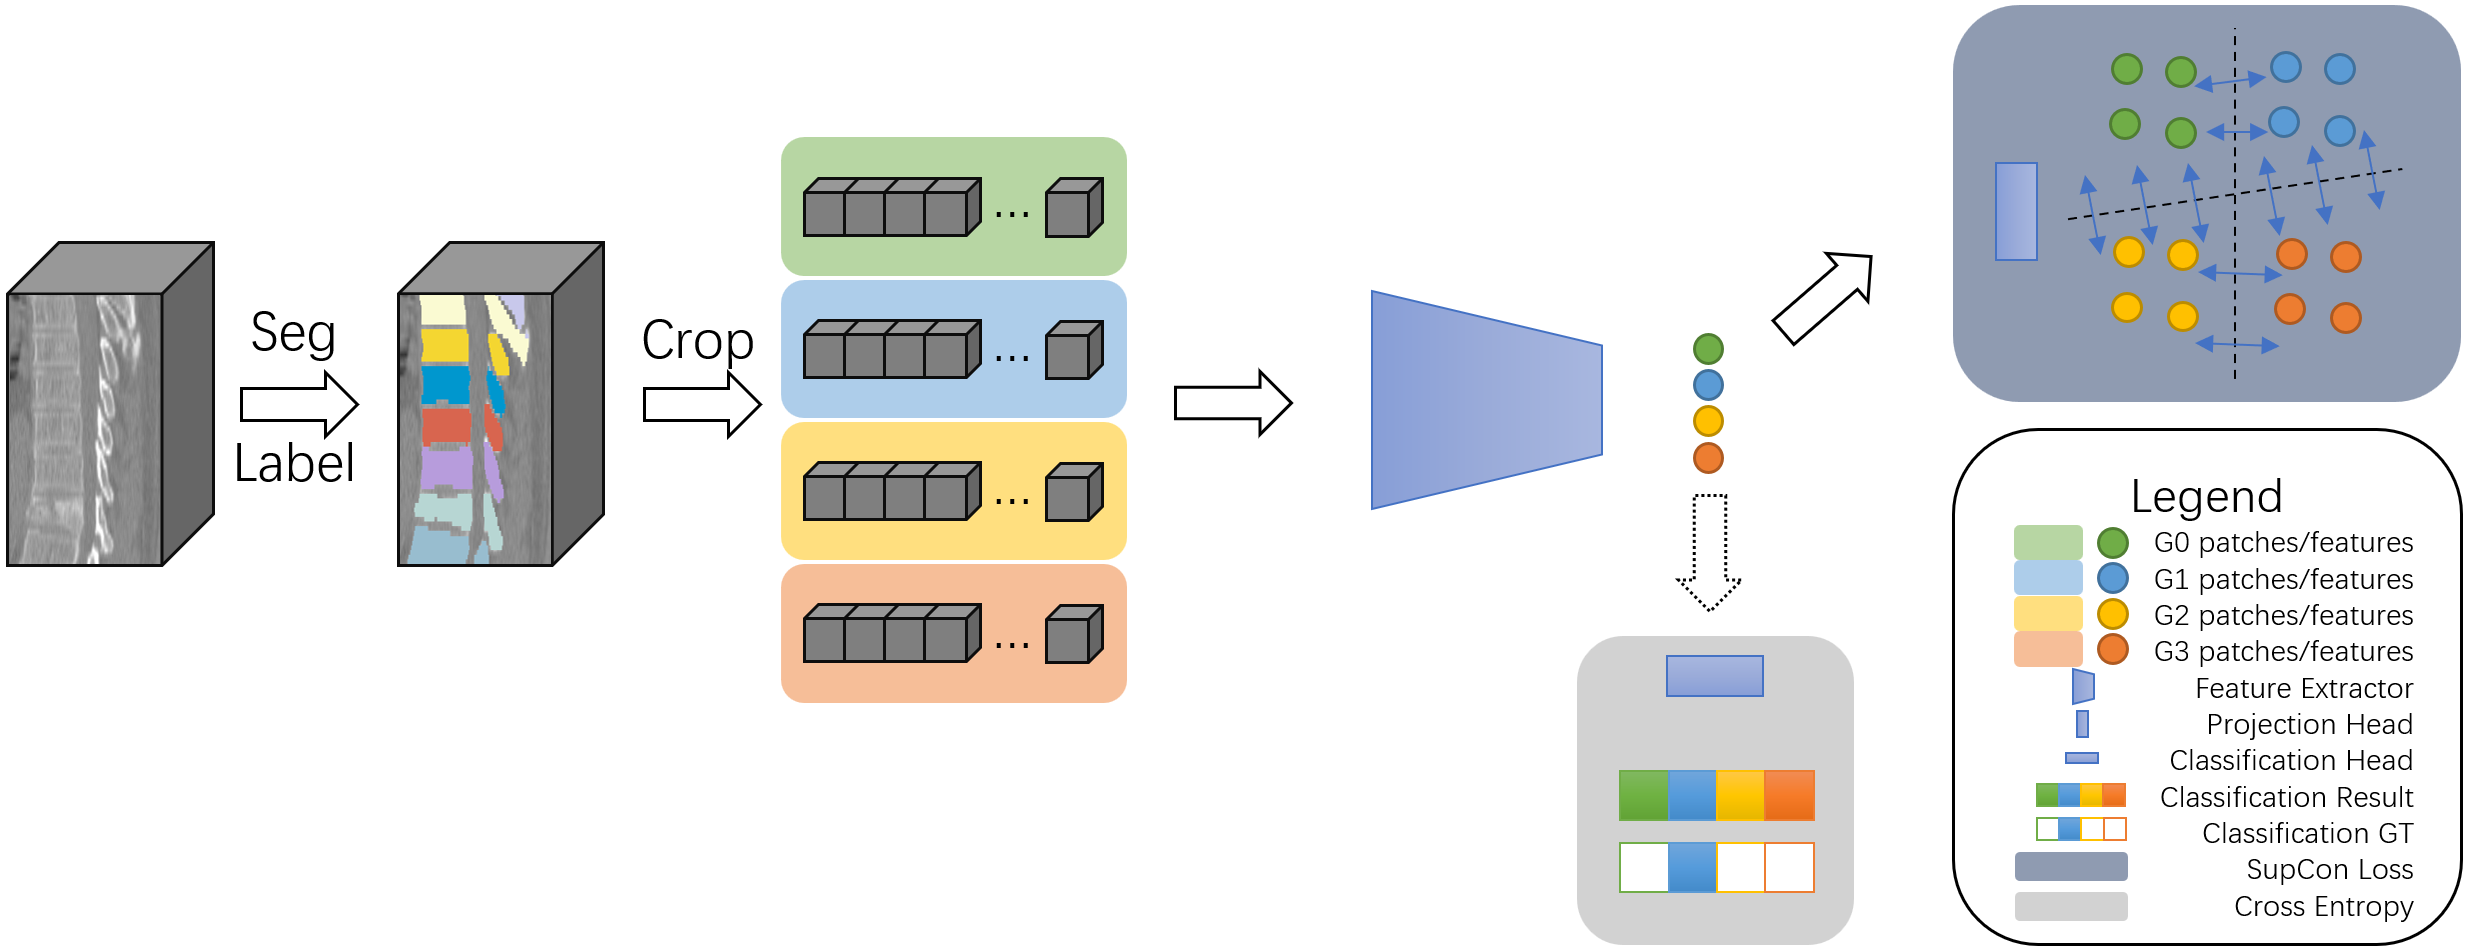 Seg
Label
Crop
...
...
...
...
Legend
G0 patches/features
G1 patches/features
G2 patches/features
G3 patches/features
Feature Extractor
Projection Head
Classification Head
Classification Result
Classification GT
SupCon Loss
Cross Entropy